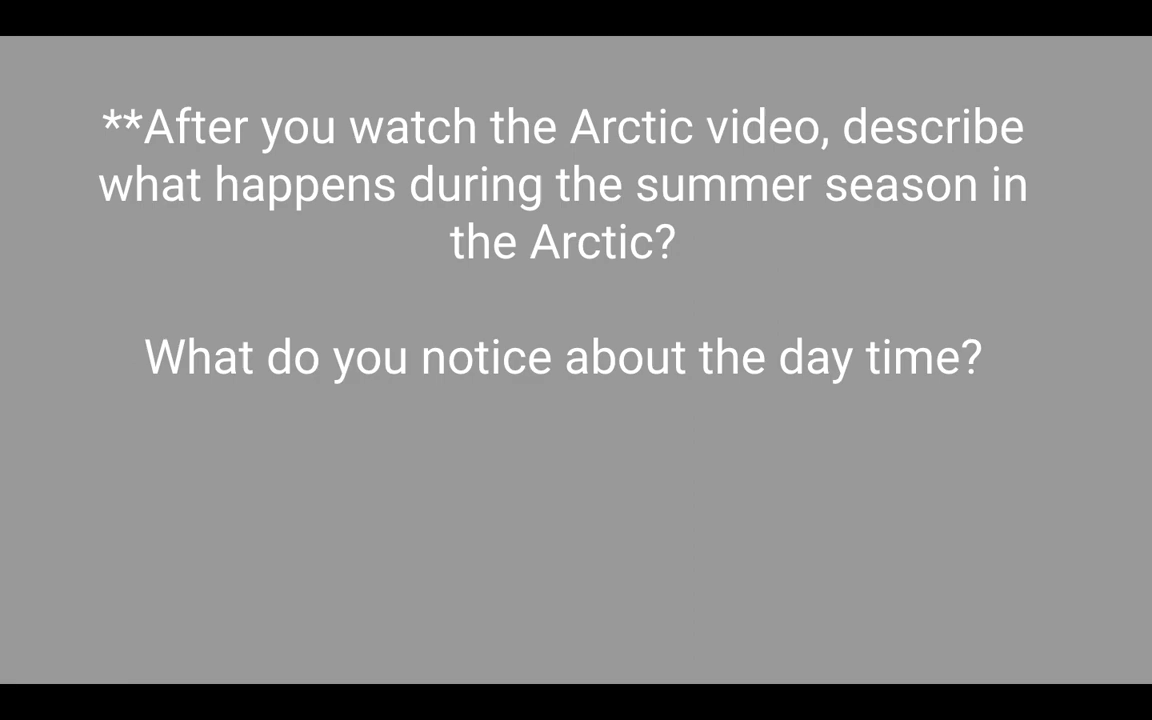 **After you watch the Arctic video, describe
what happens during the summer season in
the Arctic?
What do you notice about the day time?